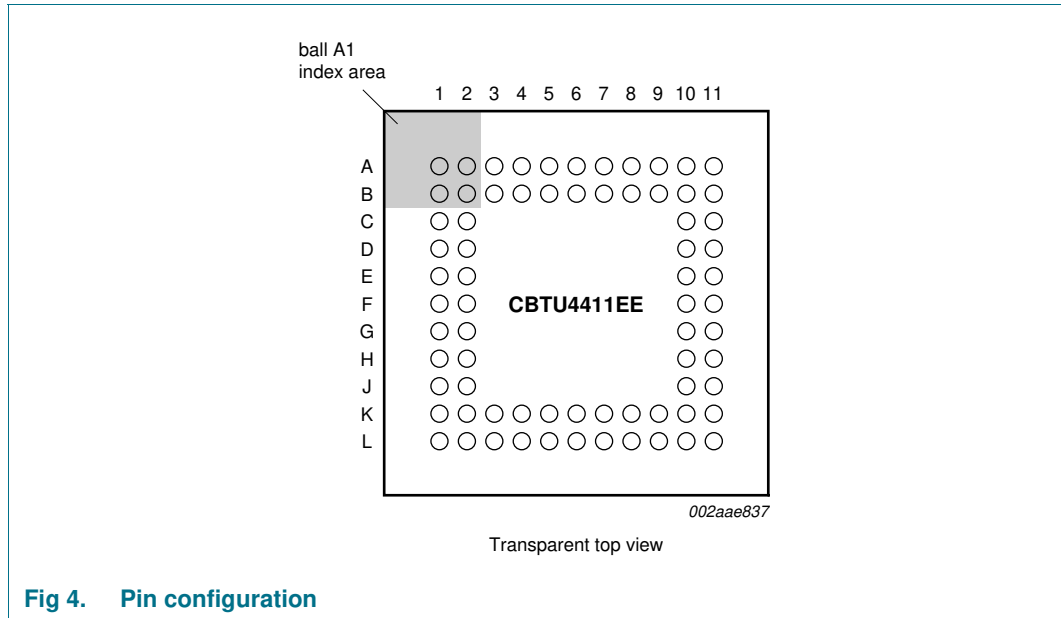 ball A1
index area
1 2 3 4 5 6 7 8 9 10 11
A
B
C
D
E
F
G
H
J
K
L
CBTU4411EE
002aae837
Transparent top view
Fig 4. Pin configuration